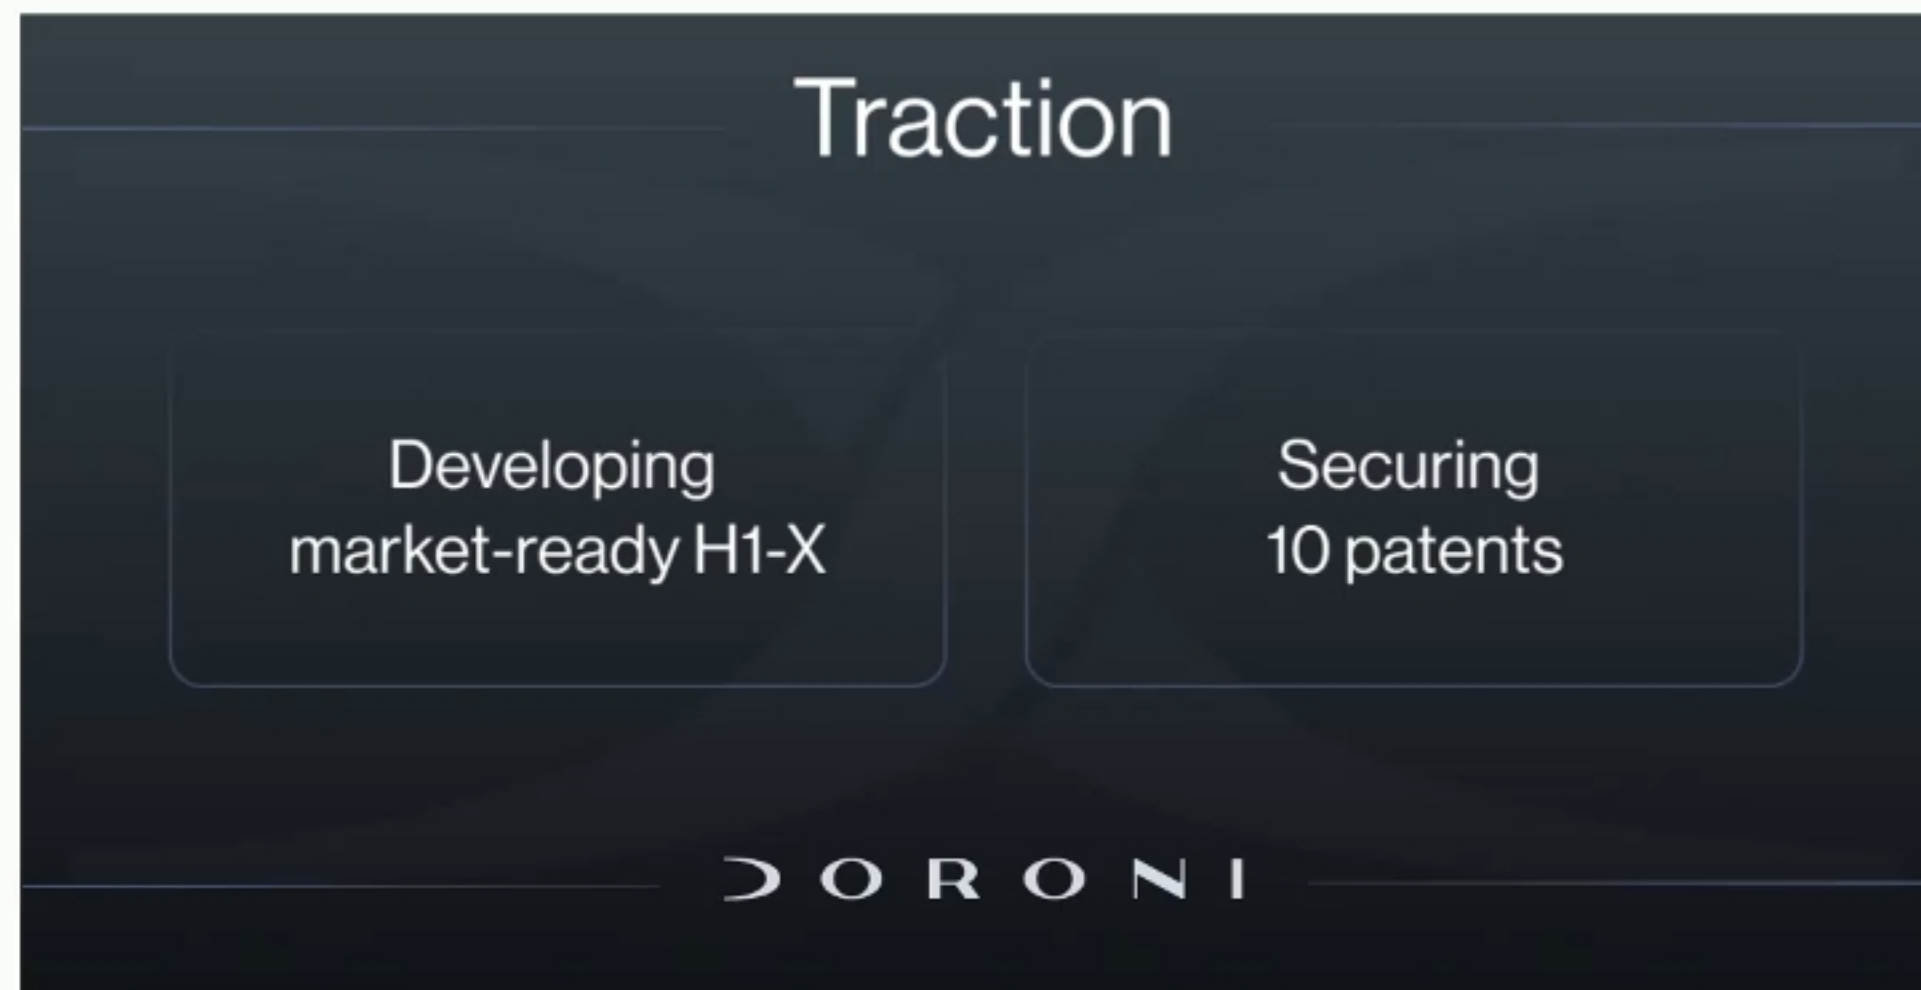 Traction
Developing
market-ready H1-X
Securing
10 patents
DORONI